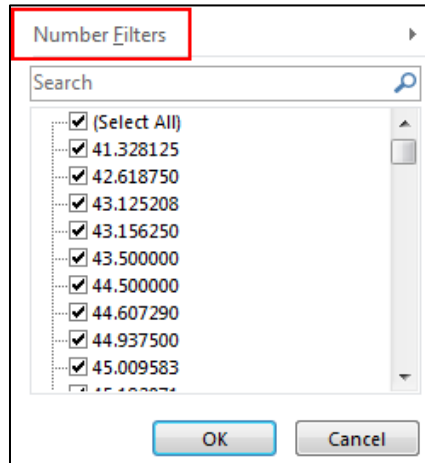 Number Filters
Search
(Select All)
41.328125
42.618750
43.125208
43.156250
43.500000
44.500000
44.607290
44.937500
45.009583
OK Cancel